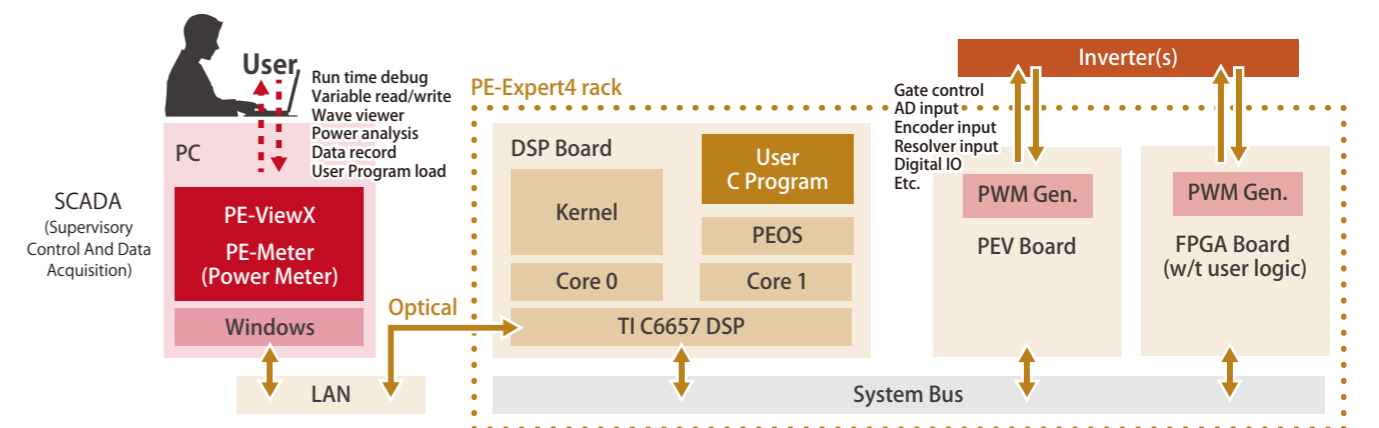 User
Run time debug
Variable read/write
Wave viewer
Power analysis
Data record
User Program load
PC
SCADA
(Supervisory
Control And Data
Acquisition)
PE-ViewX
PE-Meter
(Power Meter)
Windows
LAN
Optical
PE-Expert4 rack
DSP Board
Kernel
User
C Program
PEOS
Core 0
Core 1
TI C6657 DSP
System Bus
Inverter(s)
Gate control
AD input
Encoder input
Resolver input
Digital IO
Etc.
PWM Gen.
PEV Board
PWM Gen.
FPGA Board
(w/t user logic)